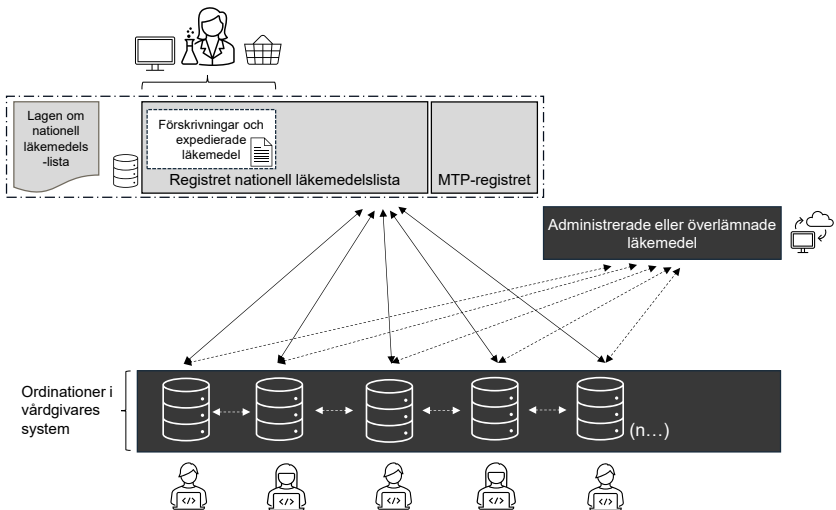 Lagen om
nationell
läkemedels
-lista
Förskrivningar och
expedierade
läkemedel
Registret nationell läkemedelslista
MTP-registret
Administrerade eller överlämnade
läkemedel
Ordinationer i
vårdgivares
system
(n…)
</>
</>
</>
</>
</>